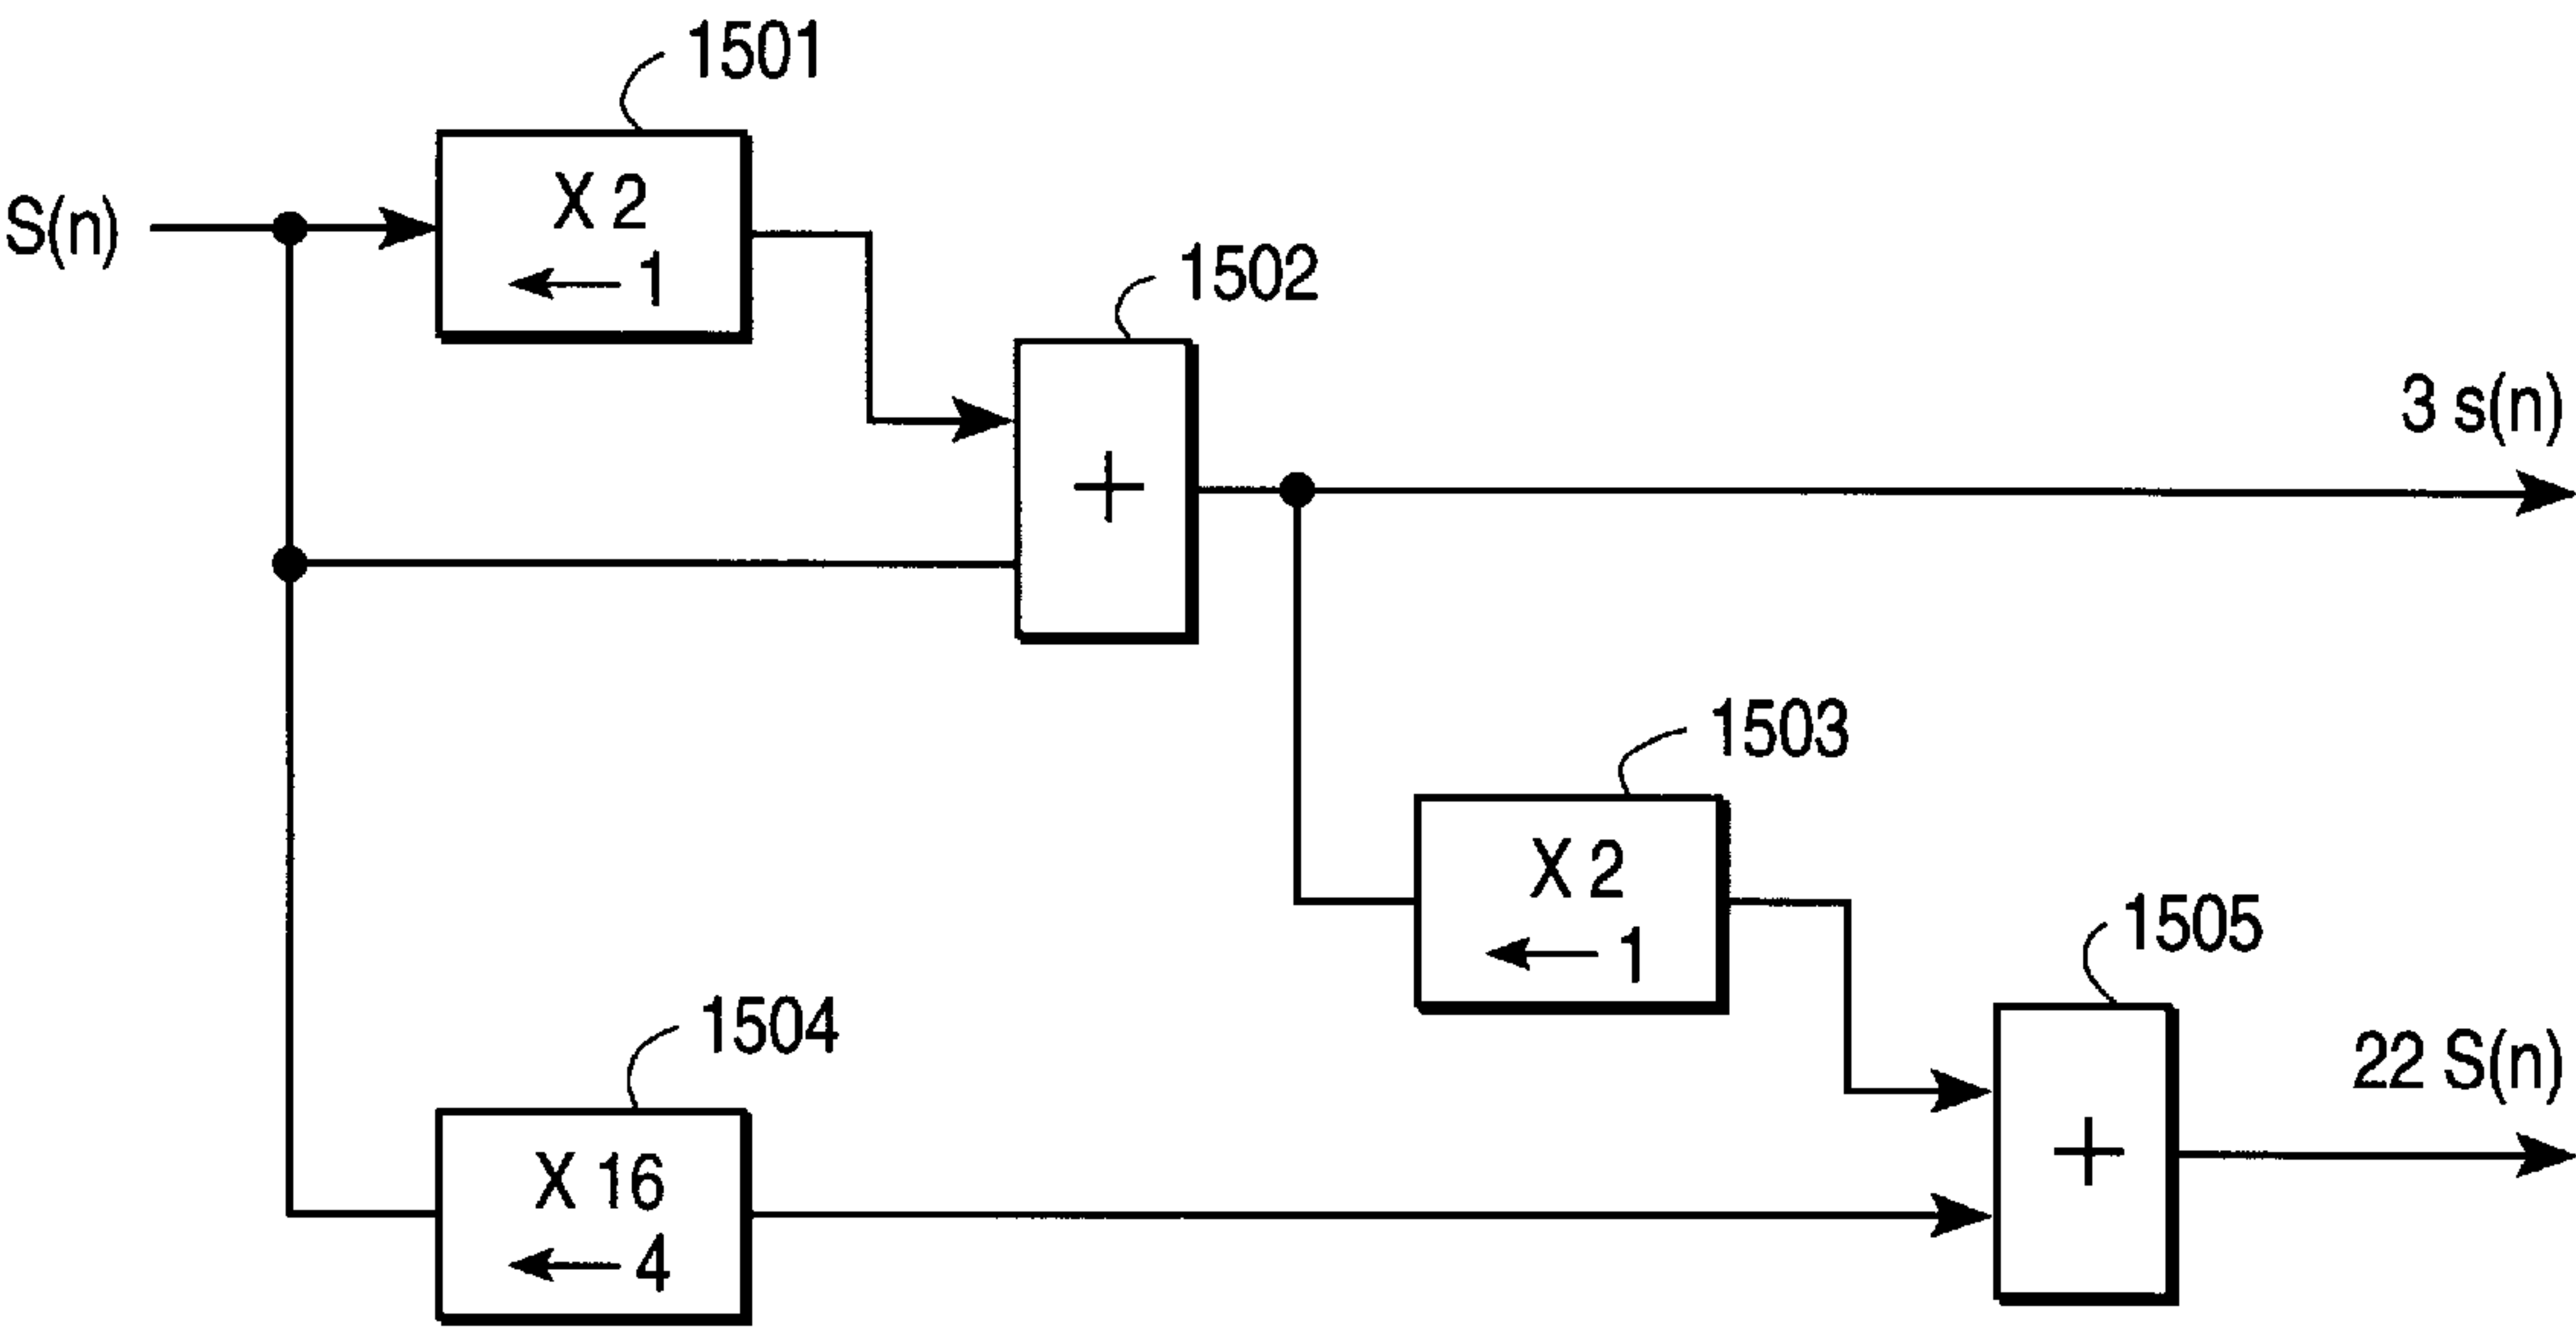 1501
S(n)
X 2
← 1
1502
+
3 s(n)
1503
X 2
← 1
1504
X 16
← 4
1505
+
22 S(n)